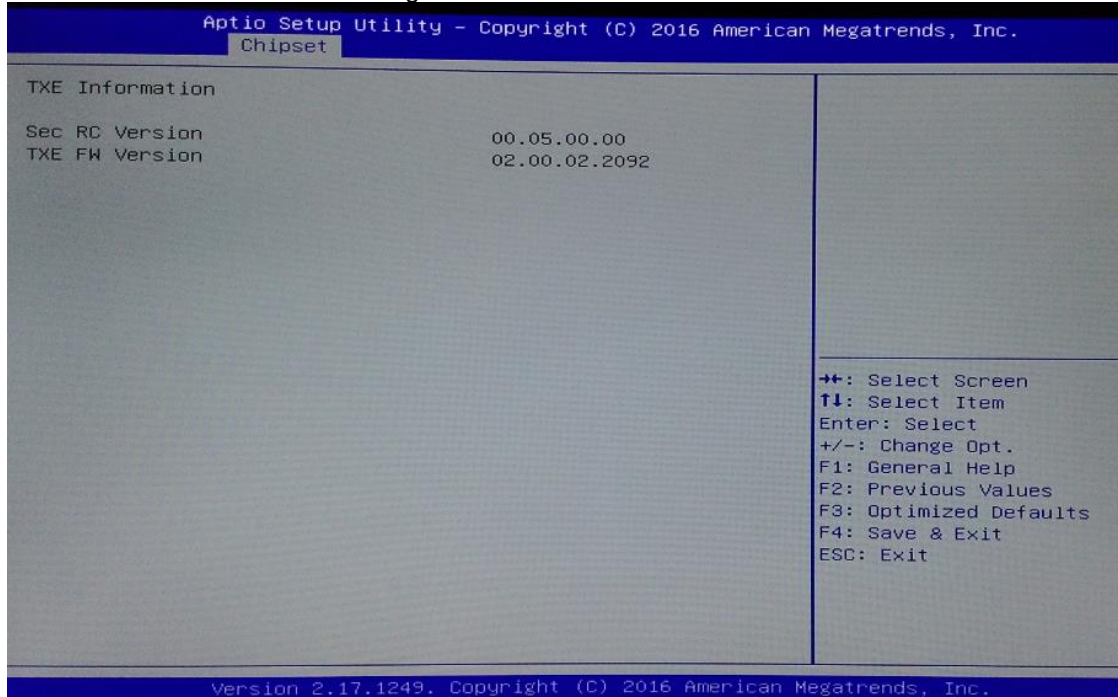 Aptio Setup Utility – Copyright (C) 2016 American Megatrends, Inc.
Chipset
TXE Information
Sec RC Version 00.05.00.00
TXE FW Version 02.00.02.2092
→←: Select Screen
↑↓: Select Item
Enter: Select
+/-: Change Opt.
F1: General Help
F2: Previous Values
F3: Optimized Defaults
F4: Save & Exit
ESC: Exit
Version 2.17.1249. Copyright (C) 2016 American Megatrends, Inc.